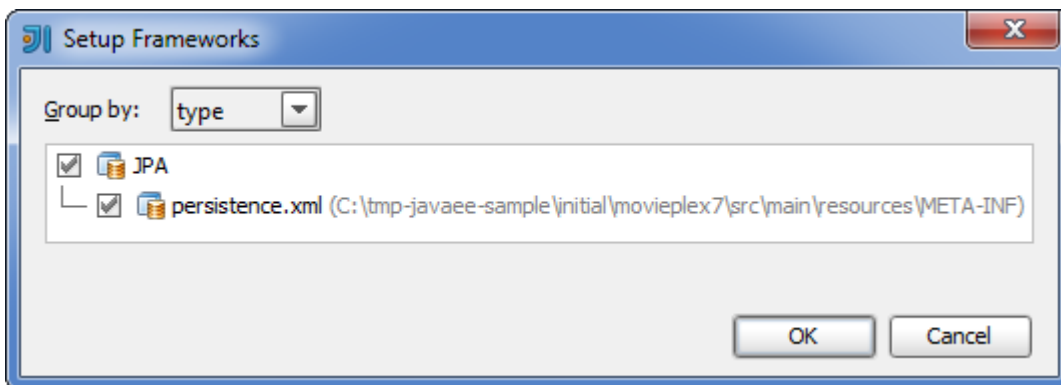 Setup Frameworks
Group by: type
JPA
persistence.xml (C:\tmp-javaee-sample\initial\movieplex7\src\main\resources\META-INF)
OK Cancel